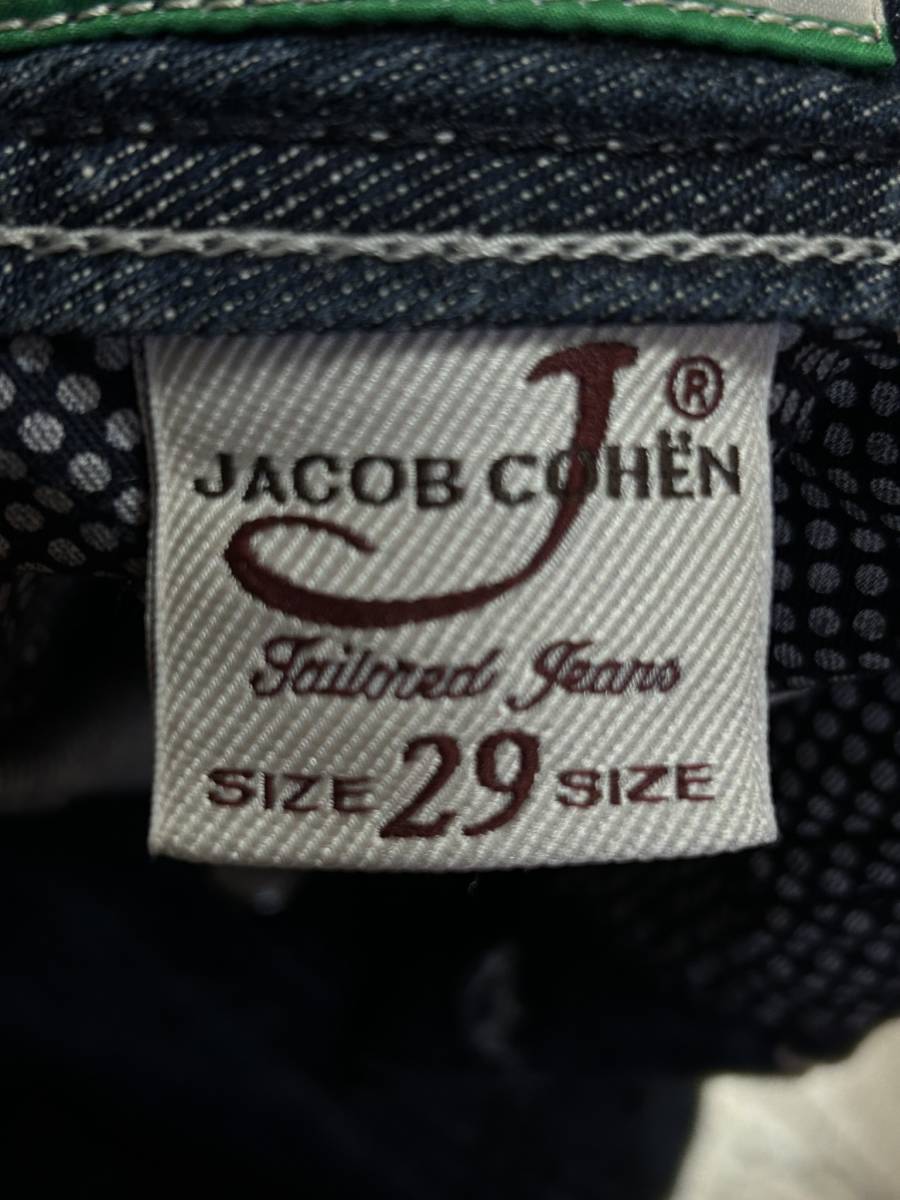 J®
JACOB COHËN
Tailored Jeans
SIZE 29 SIZE